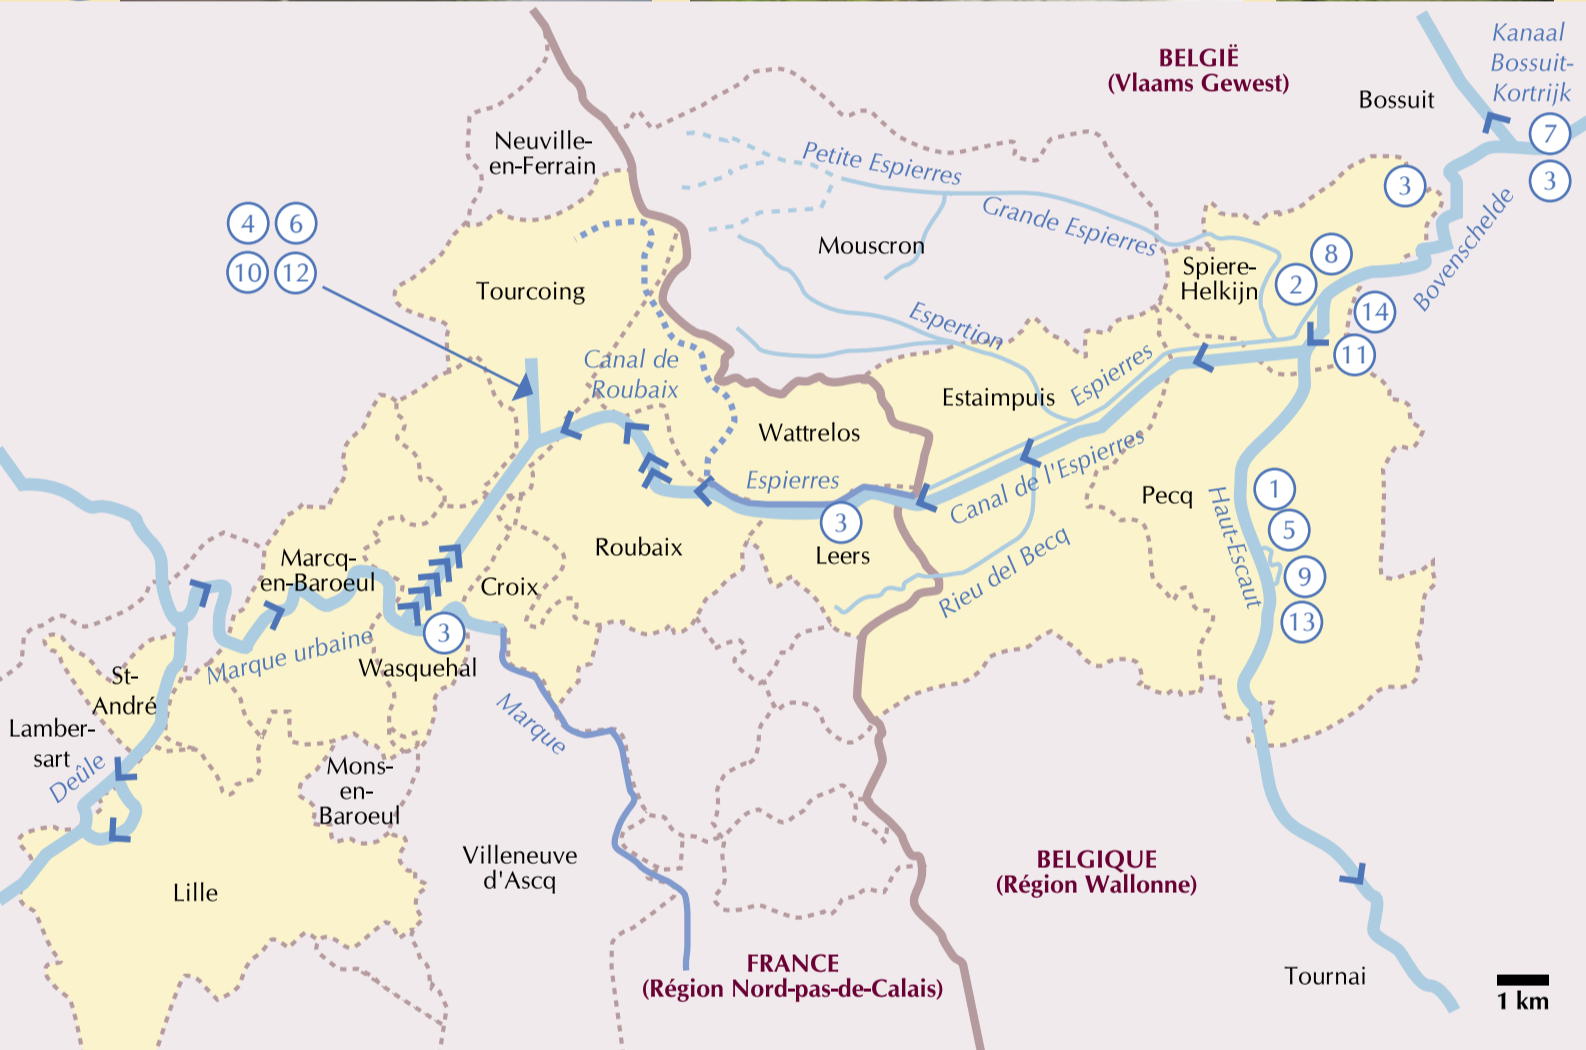 BELGIË
(Vlaams Gewest)
Kanaal
Bossuit-
Kortrijk
Bossuit
7
3
3
Neuville-
en-Ferrain
Petite Espierres
Grande Espierres
Bovenschelde
4 6
10 12
Mouscron
Spiere-
Helkijn
8
2
14
11
Tourcoing
Espertion
Canal de
Roubaix
Espierres
Estaimpuis
Wattrelos
Canal de l'Espierres
Espierres
Pecq
Haut-Escaut
1
5
9
13
3
Leers
Roubaix
Rieu del Becq
Marcq-
en-Baroeul
Croix
3
Marque urbaine
Wasquehal
St-
André
Lamber-
sart
Deûle
Marque
Mons-
en-
Baroeul
Villeneuve
d'Ascq
Lille
BELGIQUE
(Région Wallonne)
FRANCE
(Région Nord-pas-de-Calais)
Tournai
1 km